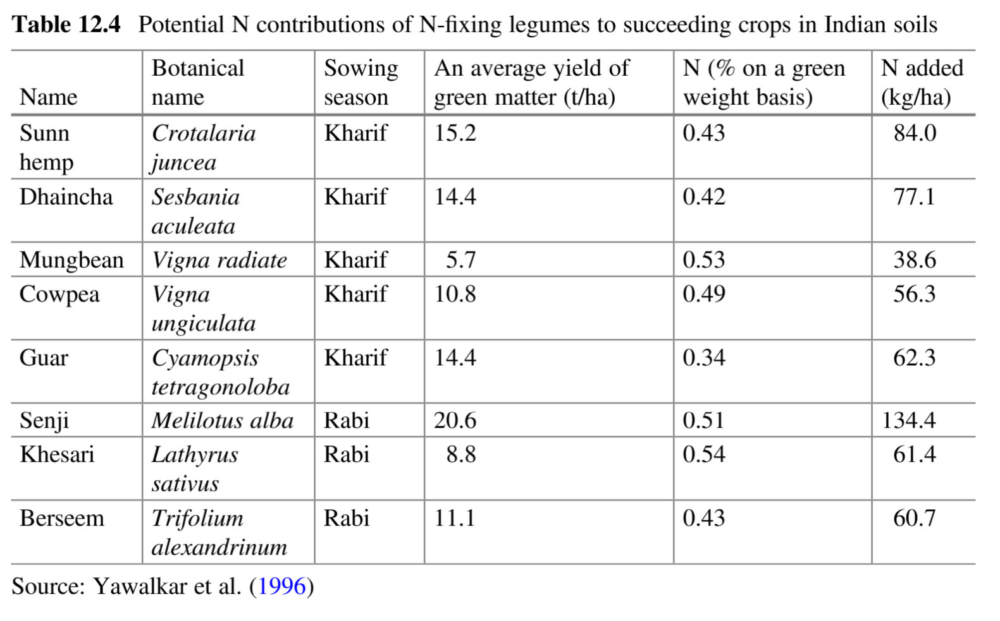 Table 12.4 Potential N contributions of N-fixing legumes to succeeding crops in Indian soils
Name | Botanical name | Sowing season | An average yield of green matter (t/ha) | N (% on a green weight basis) | N added (kg/ha)
Sunn hemp | Crotalaria juncea | Kharif | 15.2 | 0.43 | 84.0
Dhaincha | Sesbania aculeata | Kharif | 14.4 | 0.42 | 77.1
Mungbean | Vigna radiate | Kharif | 5.7 | 0.53 | 38.6
Cowpea | Vigna ungiculata | Kharif | 10.8 | 0.49 | 56.3
Guar | Cyamopsis tetragonoloba | Kharif | 14.4 | 0.34 | 62.3
Senji | Melilotus alba | Rabi | 20.6 | 0.51 | 134.4
Khesari | Lathyrus sativus | Rabi | 8.8 | 0.54 | 61.4
Berseem | Trifolium alexandrinum | Rabi | 11.1 | 0.43 | 60.7
Source: Yawalkar et al. (1996)